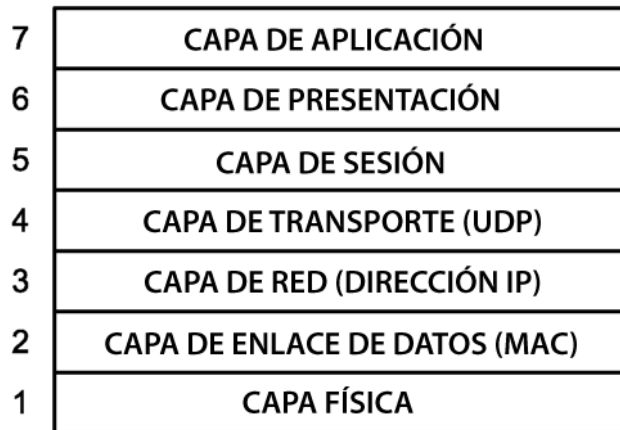 7 CAPA DE APLICACIÓN
6 CAPA DE PRESENTACIÓN
5 CAPA DE SESIÓN
4 CAPA DE TRANSPORTE (UDP)
3 CAPA DE RED (DIRECCIÓN IP)
2 CAPA DE ENLACE DE DATOS (MAC)
1 CAPA FÍSICA